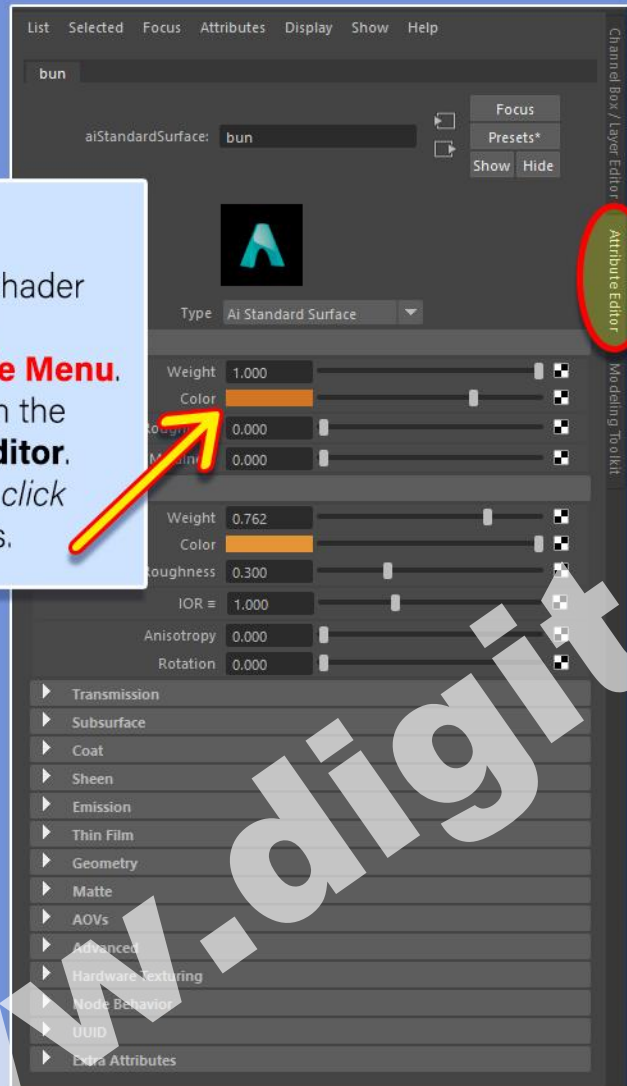 List Selected Focus Attributes Display Show Help
bun
aiStandardSurface: bun
Focus
Presets*
Show Hide
Type Ai Standard Surface
Weight 1.000
Color
Roughness 0.000
0.000
Weight 0.762
Color
Roughness 0.300
IOR ≡ 1.000
Anisotropy 0.000
Rotation 0.000
Transmission
Subsurface
Coat
Sheen
Emission
Thin Film
Geometry
Matte
AOVs
Advanced
Hardware Texturing
Node Behavior
UUID
Extra Attributes
Channel Box / Layer Editor
Attribute Editor
Modeling Toolkit
hader
e Menu.
n the
ditor.
click
s.
w.digit